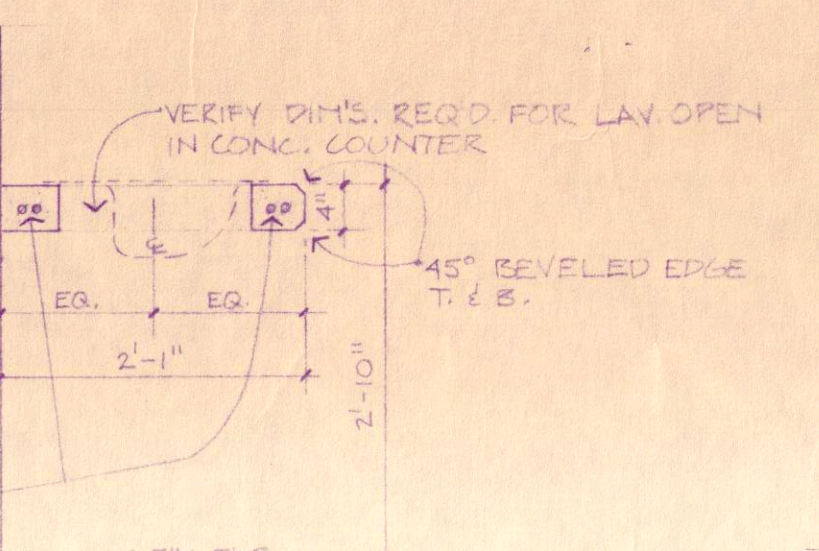 VERIFY DIM'S. REQ'D. FOR LAV. OPEN
IN CONC. COUNTER
4"
℄
45° BEVELED EDGE
T. & B.
EQ.
EQ.
2'-1"
2'-10"